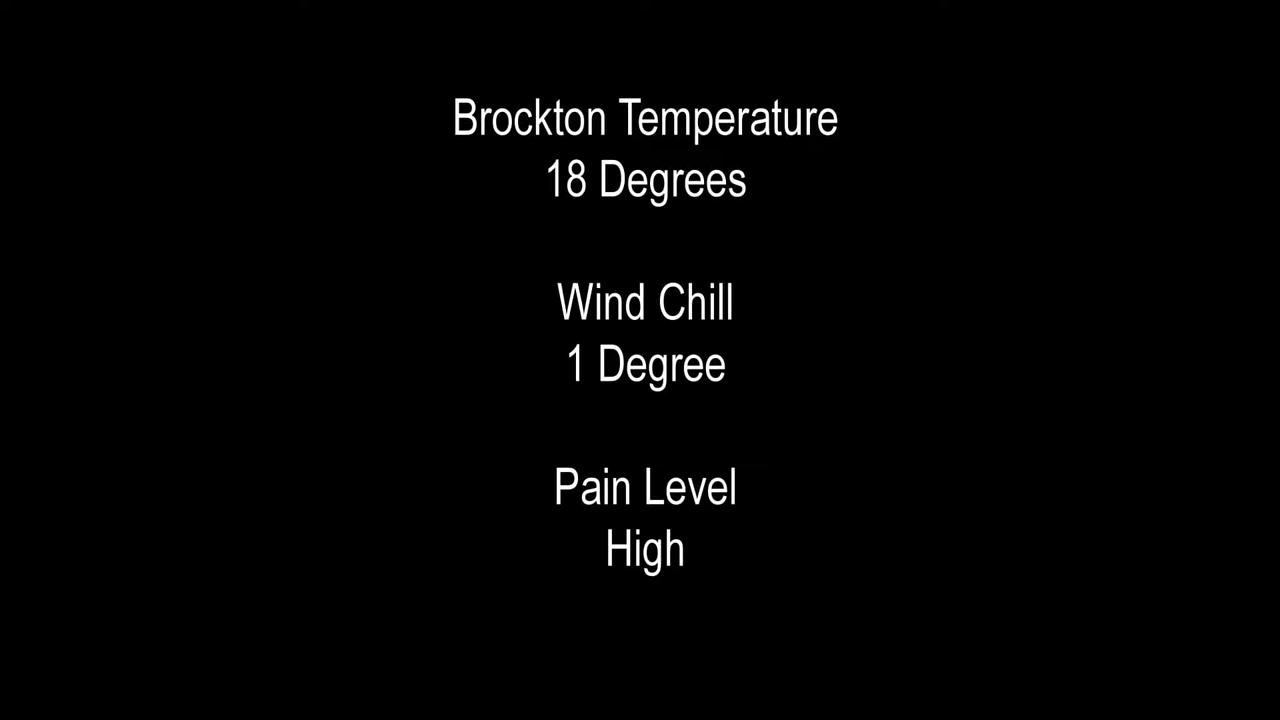 Brockton Temperature
18 Degrees
Wind Chill
1 Degree
Pain Level
High